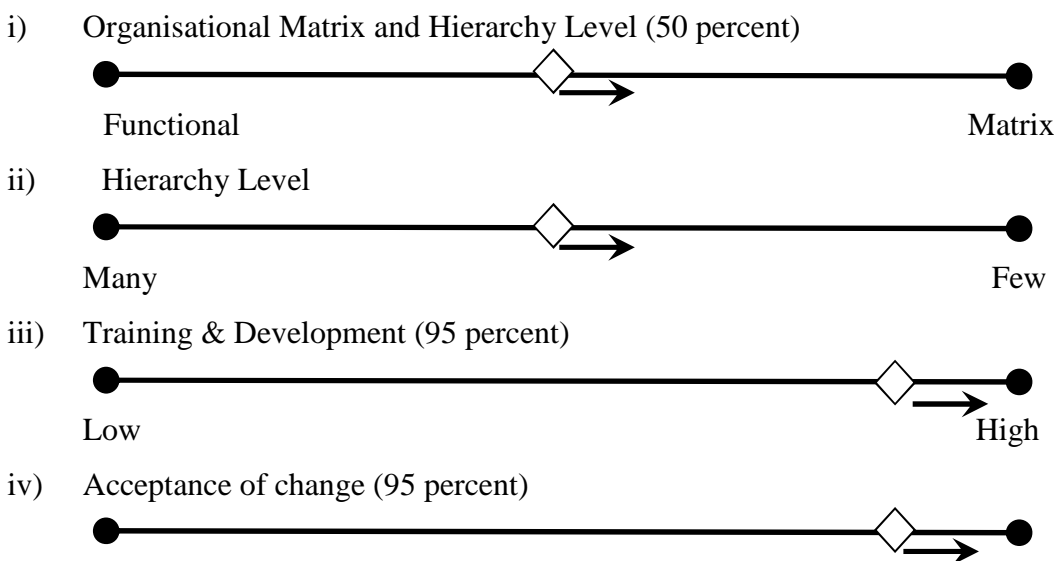 i) Organisational Matrix and Hierarchy Level (50 percent)
Functional Matrix
ii) Hierarchy Level
Many Few
iii) Training & Development (95 percent)
Low High
iv) Acceptance of change (95 percent)